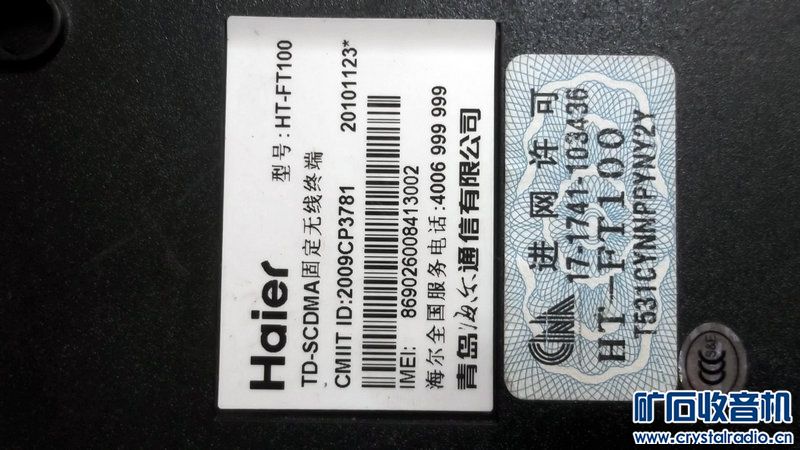 Haier
型号:HT-FT100
TD-SCDMA固定无线终端
CMIIT ID:2009CP3781 20101123*
IMEI: 869026008413002
海尔全国服务电话:4006 999 999
青岛海尔通信有限公司
CNA 进网许可
17-1741-103436
HT-FT100
T531CYNNPPYNY2Y
CCC
S&E
矿石收音机
www.crystalradio.cn